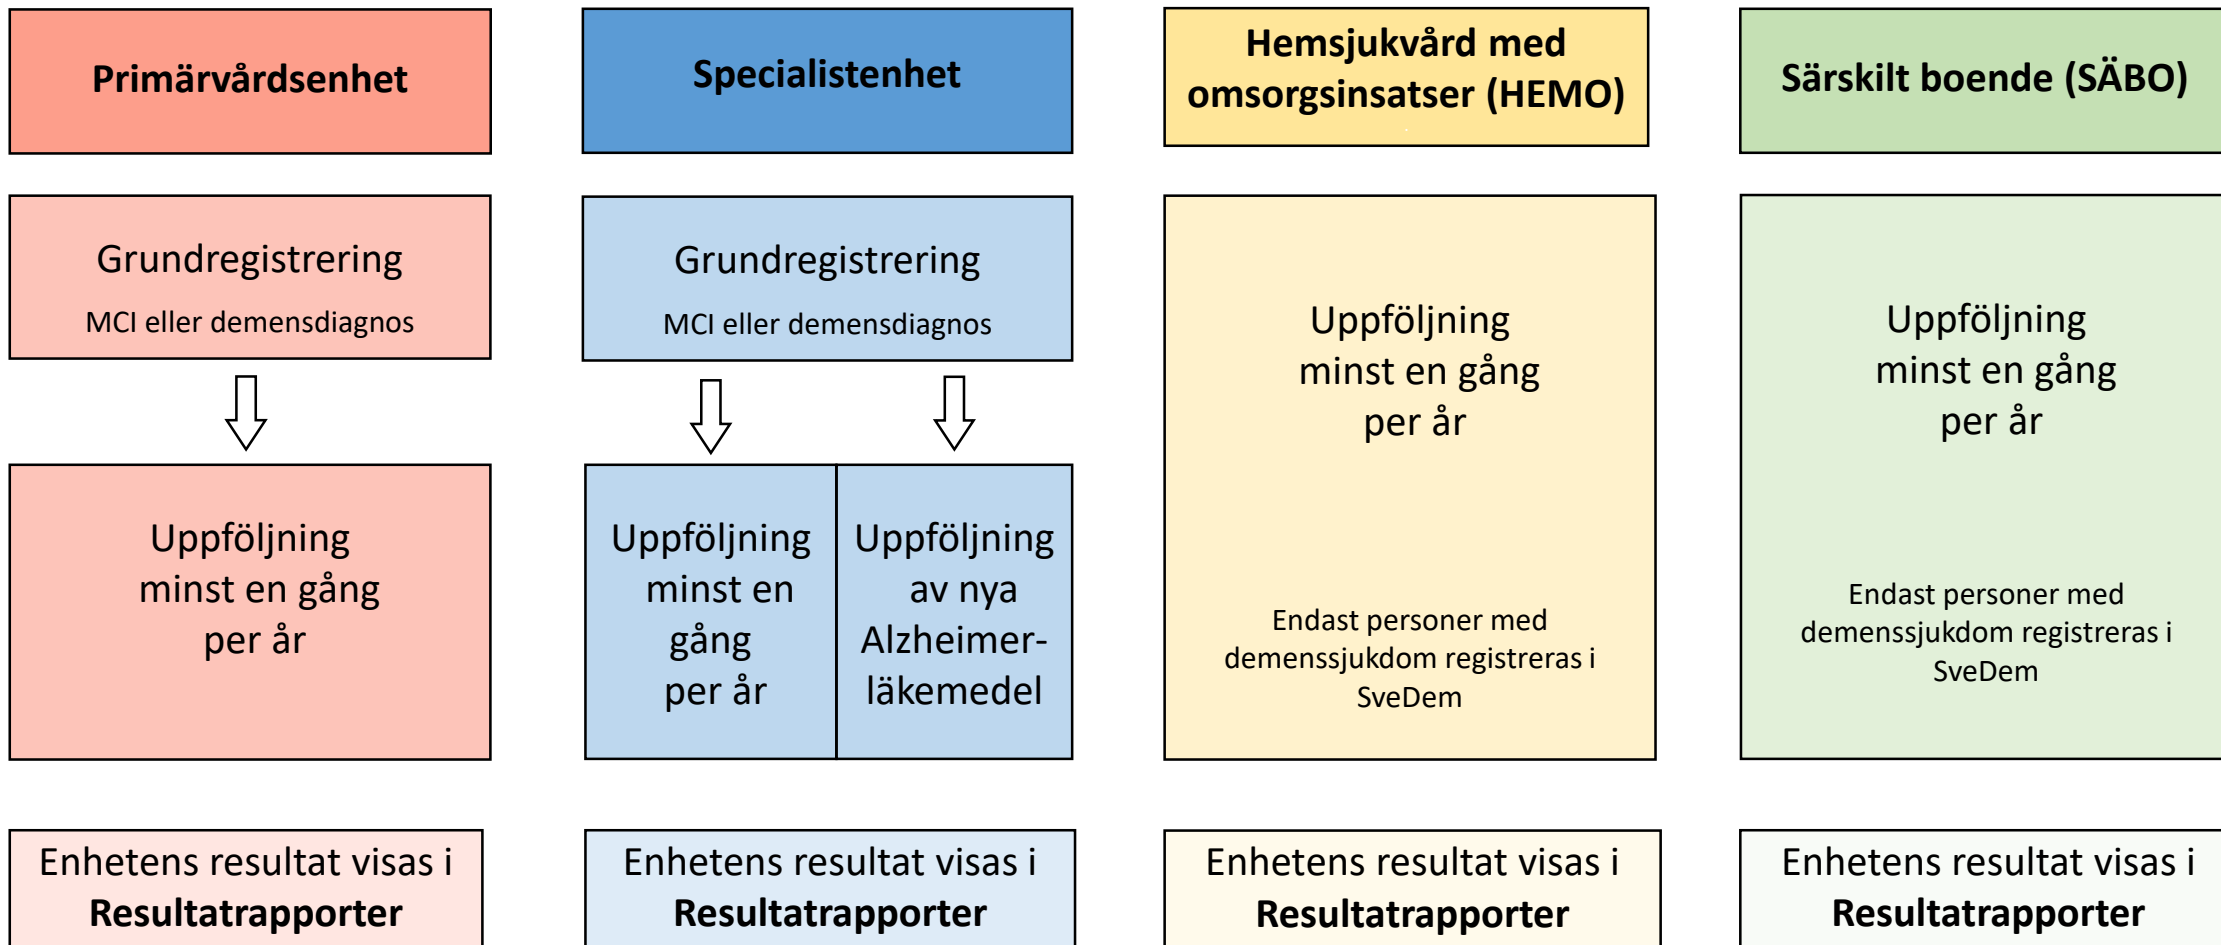 Primärvårdsenhet
Specialistenhet
Hemsjukvård med
omsorgsinsatser (HEMO)
Särskilt boende (SÄBO)
Grundregistrering
MCI eller demensdiagnos
Grundregistrering
MCI eller demensdiagnos
Uppföljning
minst en gång
per år
Uppföljning
minst en
gång
per år
Uppföljning
av nya
Alzheimer-
läkemedel
Uppföljning
minst en gång
per år
Endast personer med
demenssjukdom registreras i
SveDem
Uppföljning
minst en gång
per år
Endast personer med
demenssjukdom registreras i
SveDem
Enhetens resultat visas i
Resultatrapporter
Enhetens resultat visas i
Resultatrapporter
Enhetens resultat visas i
Resultatrapporter
Enhetens resultat visas i
Resultatrapporter